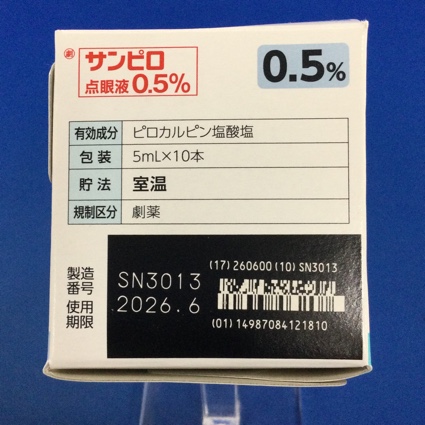 劇
サンピロ
点眼液0.5%
0.5%
有効成分 ピロカルピン塩酸塩
包装 5mL×10本
貯法 室温
規制区分 劇薬
製造番号 SN3013
使用期限 2026.6
(17) 260600 (10) SN3013
(01) 14987084121810